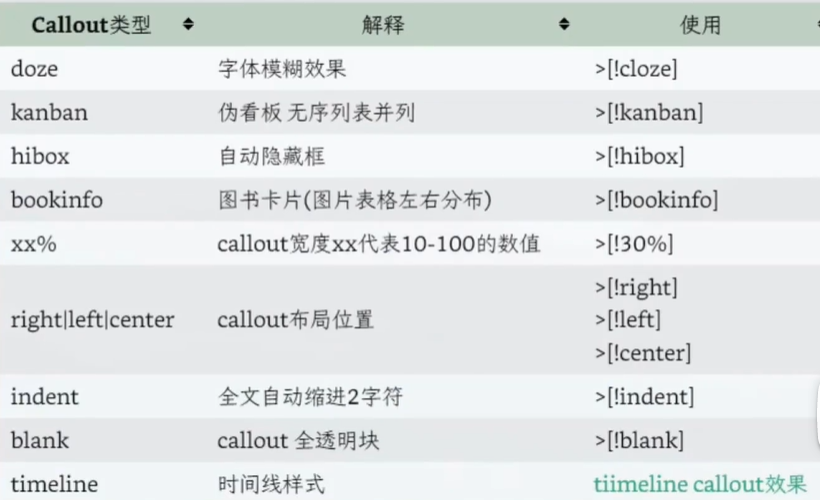 Callout类型 解释 使用
doze 字体模糊效果 >[!cloze]
kanban 伪看板 无序列表并列 >[!kanban]
hibox 自动隐藏框 >[!hibox]
bookinfo 图书卡片(图片表格左右分布) >[!bookinfo]
xx% callout宽度xx代表10-100的数值 >[!30%]
right|left|center callout布局位置 >[!right]
>[!left]
>[!center]
indent 全文自动缩进2字符 >[!indent]
blank callout 全透明块 >[!blank]
timeline 时间线样式 tiimeline callout效果